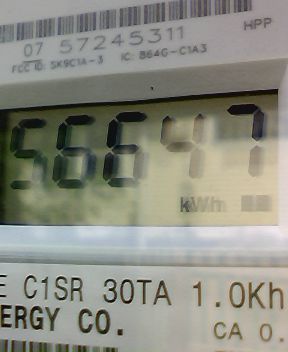 07 57245311 HPP
FCC ID: SK9C1A-3 IC: 864G-C1A3
56647
kWh
E C1SR 30TA 1.0Kh
ERGY CO. CA 0.